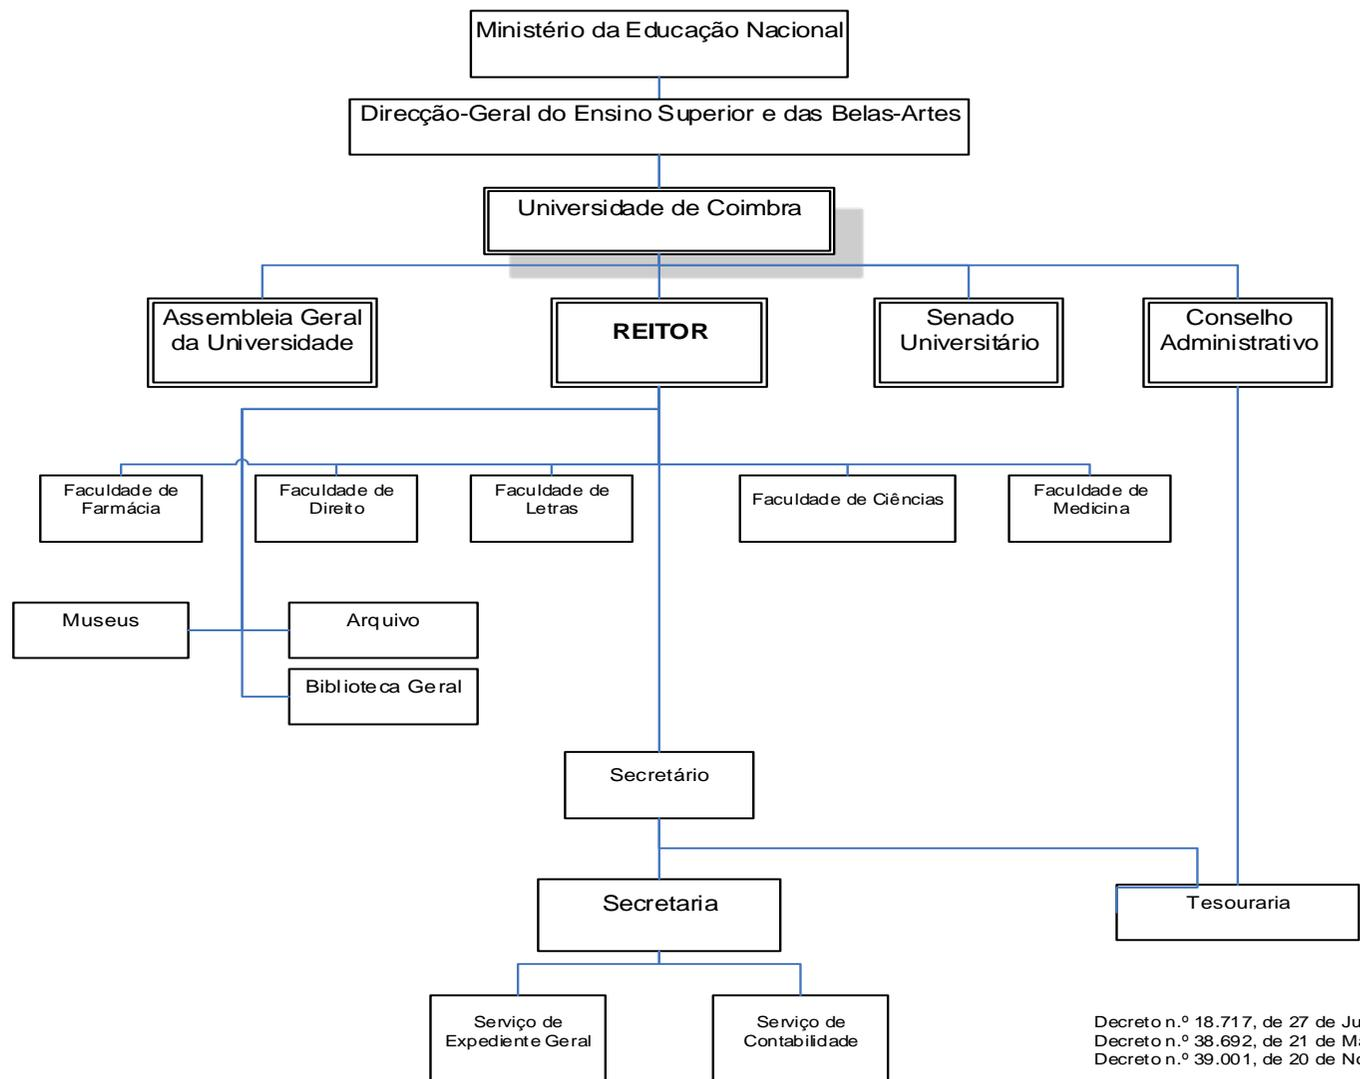 Ministério da Educação Nacional
Direcção-Geral do Ensino Superior e das Belas-Artes
Universidade de Coimbra
Assembleia Geral
da Universidade
REITOR
Senado
Universitário
Conselho
Administrativo
Faculdade de
Farmácia
Faculdade de
Direito
Faculdade de
Letras
Faculdade de Ciências
Faculdade de
Medicina
Museus
Arquivo
Biblioteca Geral
Secretário
Secretaria
Tesouraria
Serviço de
Expediente Geral
Serviço de
Contabilidade
Decreto n.º 18.717, de 27 de Ju
Decreto n.º 38.692, de 21 de Ma
Decreto n.º 39.001, de 20 de No